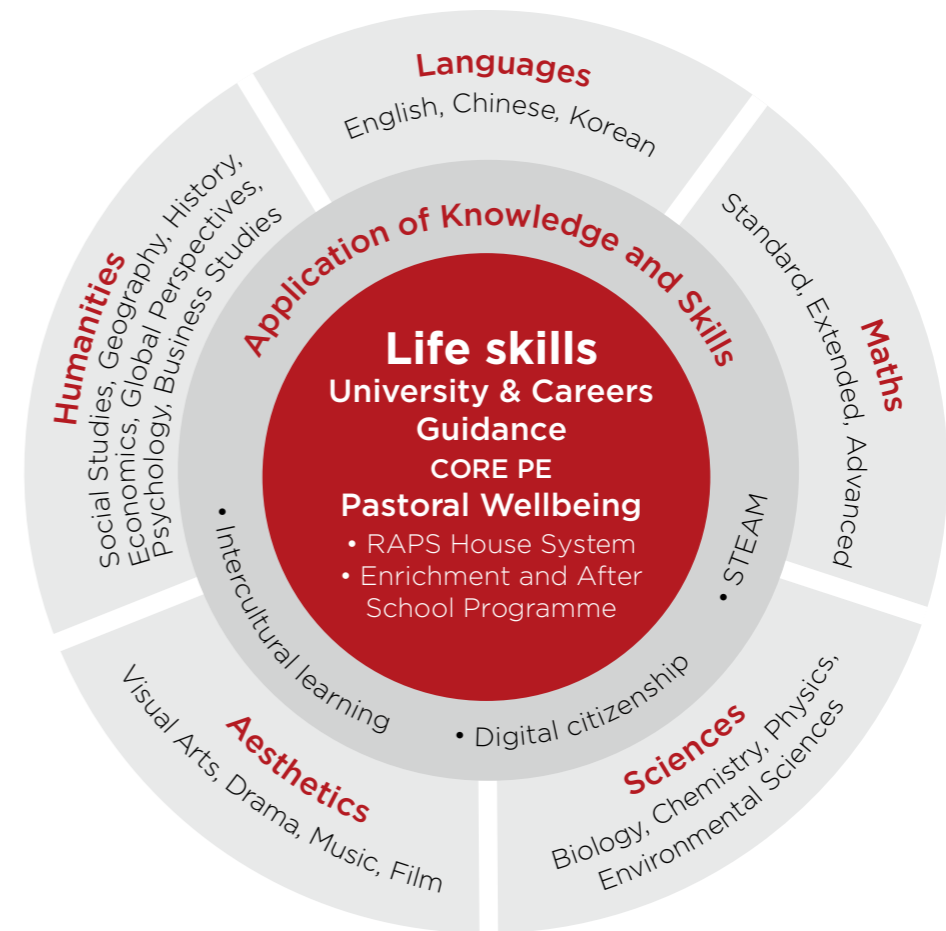 Languages
English, Chinese, Korean
Maths
Standard, Extended, Advanced
Sciences
Biology, Chemistry, Physics,
Environmental Sciences
Aesthetics
Visual Arts, Drama, Music, Film
Humanities
Social Studies, Geography, History,
Economics, Global Perspectives,
Psychology, Business Studies
Application of Knowledge and Skills
• STEAM
• Digital citizenship
• Intercultural learning
Life skills
University & Careers
Guidance
CORE PE
Pastoral Wellbeing
• RAPS House System
• Enrichment and After
School Programme